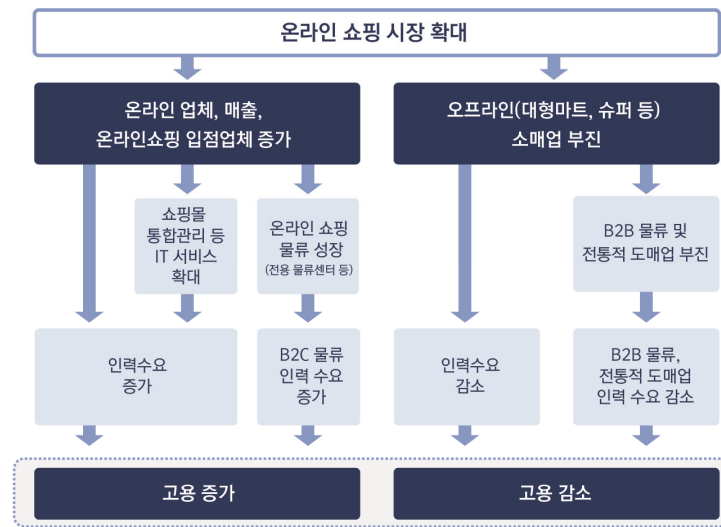 온라인 쇼핑 시장 확대
온라인 업체, 매출,
온라인쇼핑 입점업체 증가
오프라인(대형마트, 슈퍼 등)
소매업 부진
쇼핑몰
통합관리 등
IT 서비스
확대
온라인 쇼핑
물류 성장
(전용 물류센터 등)
B2B 물류 및
전통적 도매업 부진
인력수요
증가
B2C 물류
인력 수요
증가
인력수요
감소
B2B 물류,
전통적 도매업
인력 수요 감소
고용 증가
고용 감소